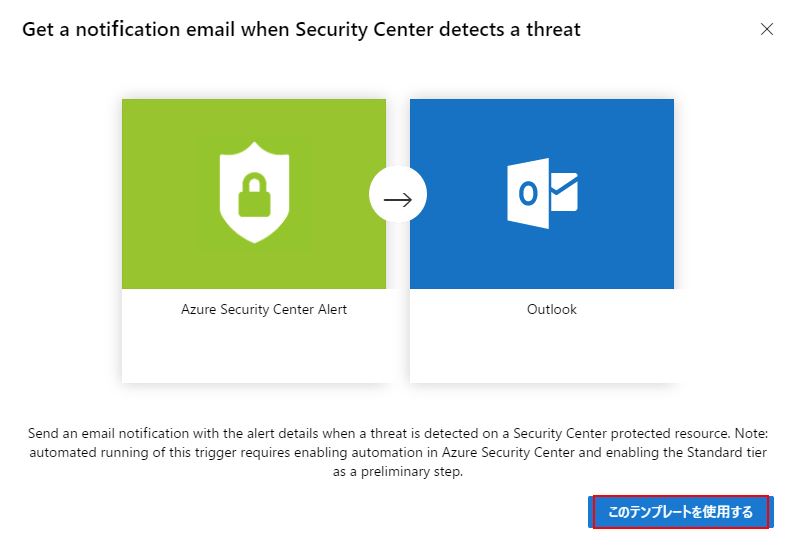 Get a notification email when Security Center detects a threat
Azure Security Center Alert
Outlook
Send an email notification with the alert details when a threat is detected on a Security Center protected resource. Note:
automated running of this trigger requires enabling automation in Azure Security Center and enabling the Standard tier
as a preliminary step.
このテンプレートを使用する